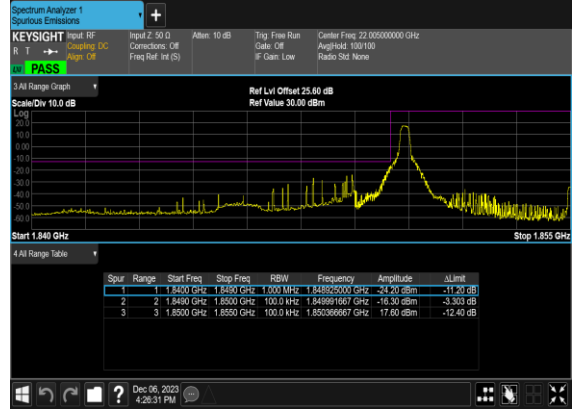 Spectrum Analyzer 1
Spurious Emissions
+
KEYSIGHT Input: RF Input Z: 50 Ω Atten: 10 dB Trig: Free Run Center Freq: 22.005000000 GHz
R T Coupling: DC Corrections: Off Gate: Off Avg|Hold: 100/100
Align: Off Freq Ref: Int (S) IF Gain: Low Radio Std: None
PASS
3 All Range Graph Ref Lvl Offset 25.60 dB
Scale/Div 10.0 dB Ref Value 30.00 dBm
Log
20.0
10.0
0.00
-10.0
-20.0
-30.0
-40.0
-50.0
-60.0
Start 1.840 GHz Stop 1.855 GHz
4 All Range Table
Spur Range Start Freq Stop Freq RBW Frequency Amplitude ΔLimit
1 1 1.8400 GHz 1.8490 GHz 1.000 MHz 1.848925000 GHz -24.20 dBm -11.20 dB
2 2 1.8490 GHz 1.8500 GHz 100.0 kHz 1.849991667 GHz -16.30 dBm -3.303 dB
3 3 1.8500 GHz 1.8550 GHz 100.0 kHz 1.850366667 GHz 17.60 dBm -12.40 dB
? Dec 06, 2023
4:26:31 PM